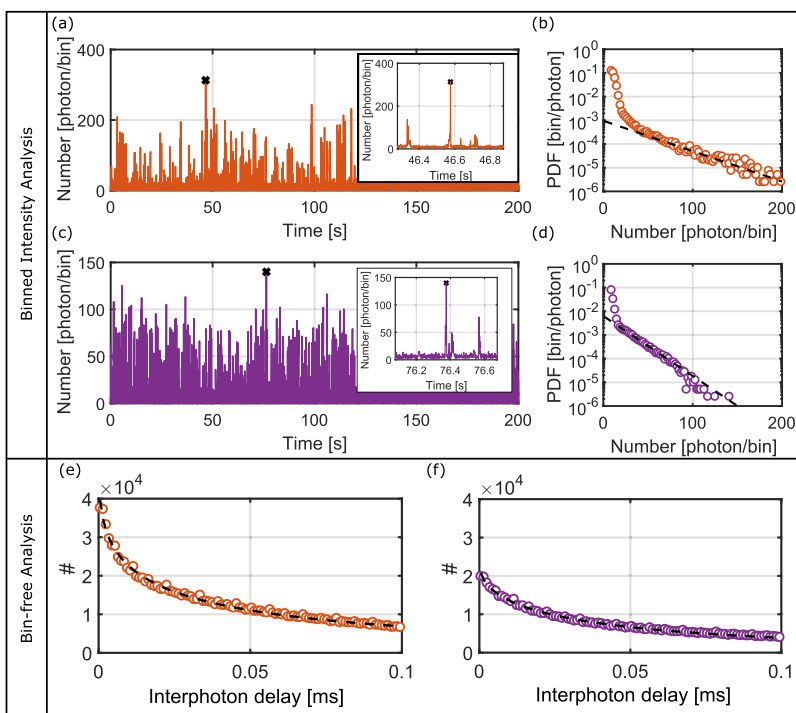 Binned Intensity Analysis
(a)
Number [photon/bin]
400
200
0
0 50 100 150 200
Time [s]
Number [photon/bin]
400
200
0
46.4 46.6 46.8
Time [s]
(b)
PDF [bin/photon]
10^0
10^-1
10^-2
10^-3
10^-4
10^-5
10^-6
0 100 200
Number [photon/bin]
(c)
Number [photon/bin]
150
100
50
0
0 50 100 150 200
Time [s]
Number [photon/bin]
150
100
50
0
76.2 76.4 76.6
Time [s]
(d)
PDF [bin/photon]
10^0
10^-1
10^-2
10^-3
10^-4
10^-5
10^-6
0 100 200
Number [photon/bin]
Bin-free Analysis
(e)
×10^4
#
4
3
2
1
0
0 0.05 0.1
Interphoton delay [ms]
(f)
×10^4
#
4
3
2
1
0
0 0.05 0.1
Interphoton delay [ms]